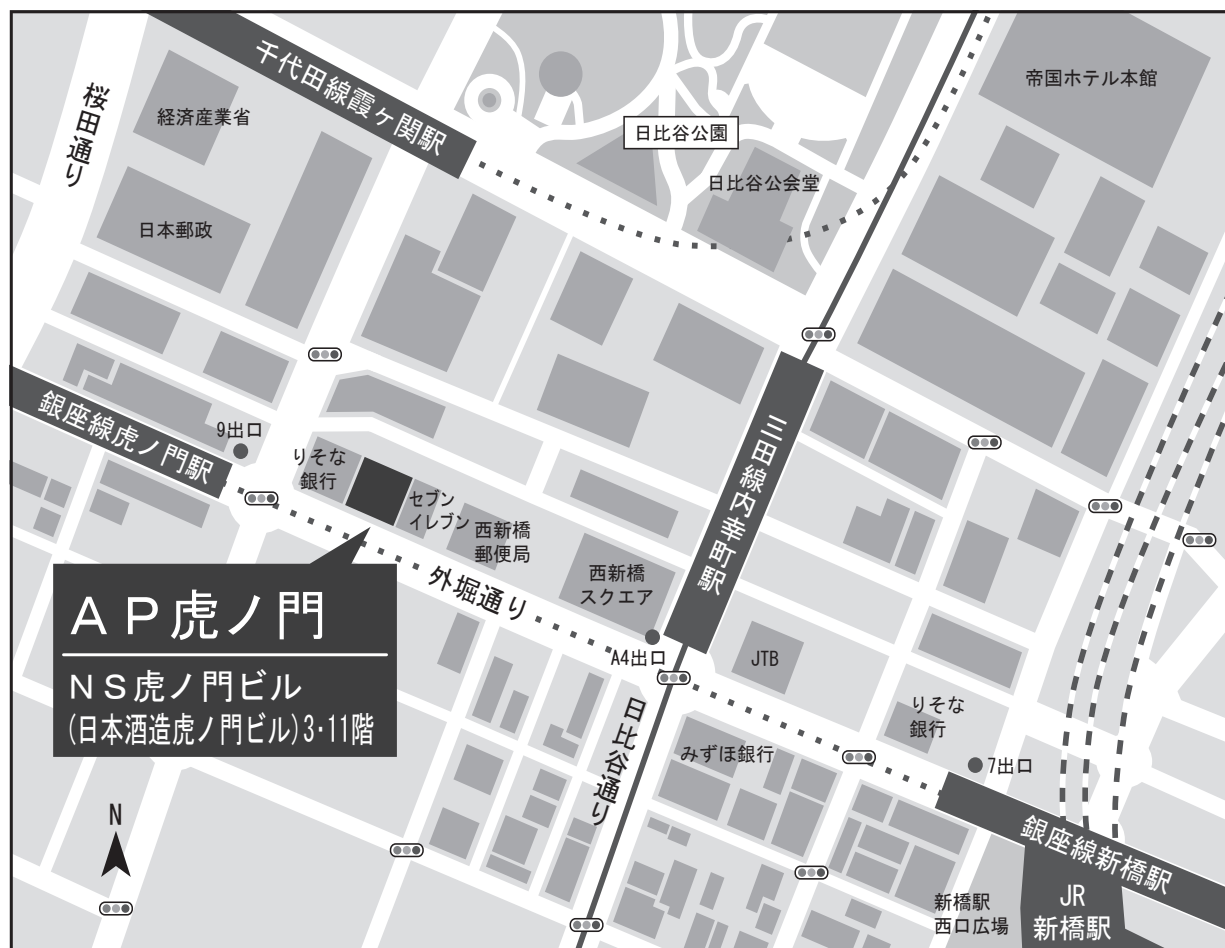 千代田線霞ヶ関駅
桜田通り
経済産業省
日本郵政
日比谷公園
日比谷公会堂
帝国ホテル本館
銀座線虎ノ門駅
9出口
りそな
銀行
セブン
イレブン
西新橋
郵便局
外堀通り
西新橋
スクエア
A4出口
三田線内幸町駅
JTB
AP虎ノ門
NS虎ノ門ビル
(日本酒造虎ノ門ビル)3・11階
日比谷通り
みずほ銀行
りそな
銀行
7出口
銀座線新橋駅
新橋駅
西口広場
JR
新橋駅
N